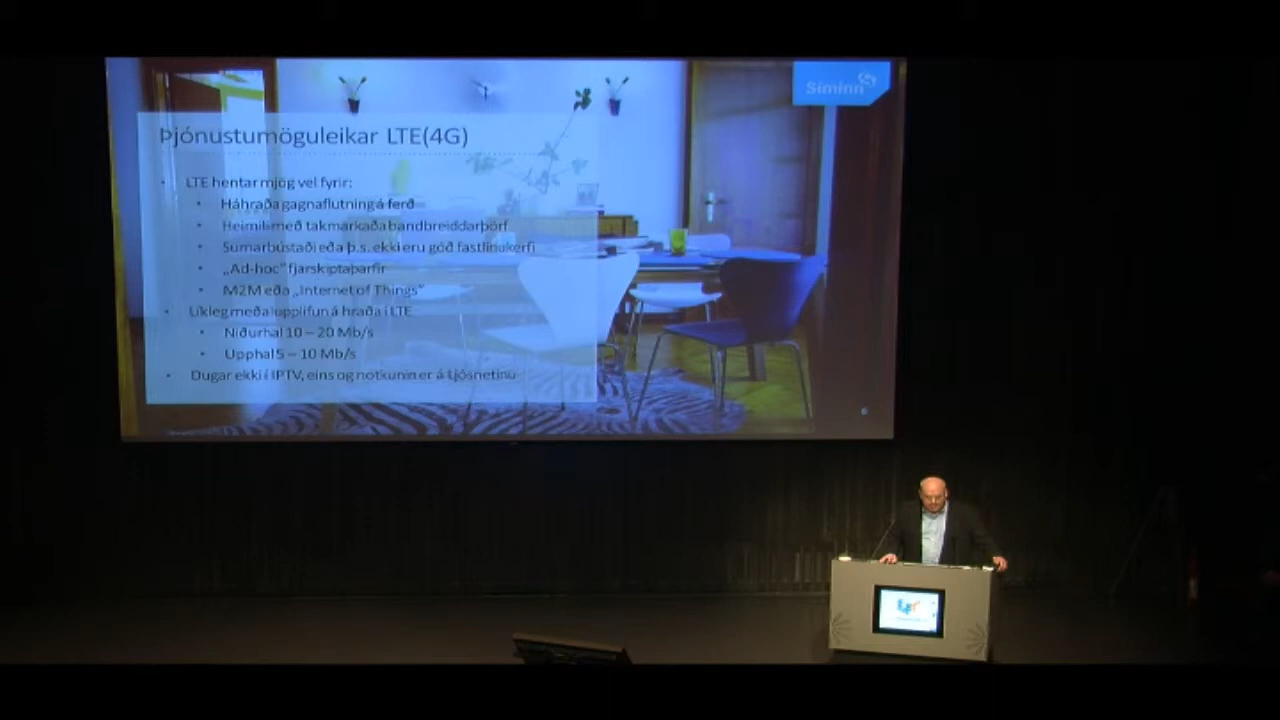 Síminn
Þjónustumöguleikar LTE(4G)
LTE hentar mjög vel fyrir:
Háhraða gagnaflutning á ferð
Heimili með takmarkaða bandbreiddarþörf
Sumarbústaði eða þ.s. ekki eru góð fastlínukerfi
„Ad-hoc“ fjarskiptaþarfir
M2M eða „Internet of Things“
Líkleg meðal upplifun á hraða í LTE
Niðurhal 10 – 20 Mb/s
Upphal 5 – 10 Mb/s
Dugar ekki í IPTV, eins og notkunin er á Ljósnetinu